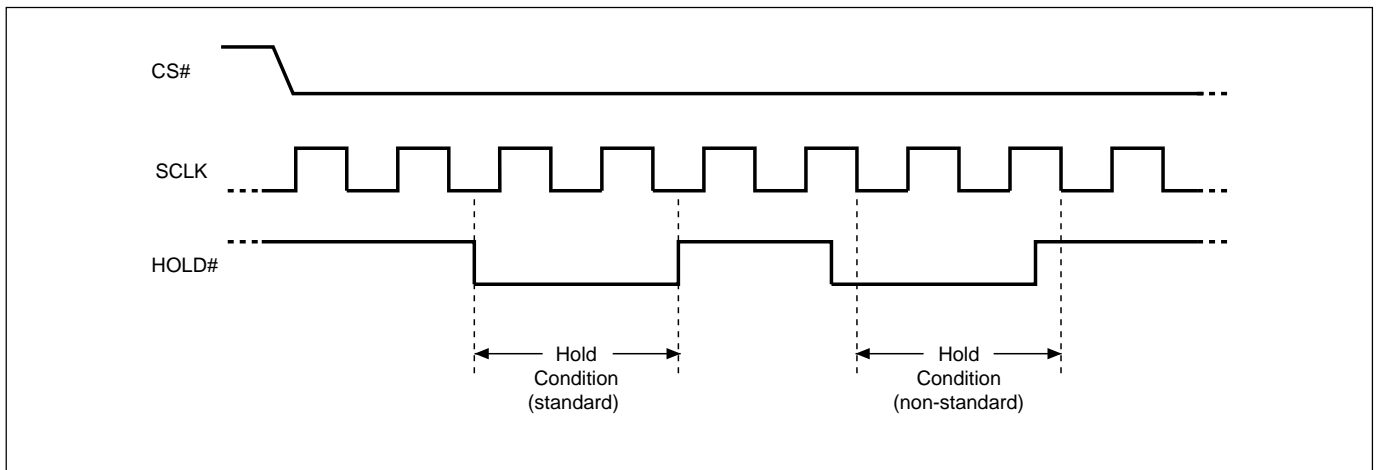 CS#
SCLK
HOLD#
Hold
Condition
(standard)
Hold
Condition
(non-standard)